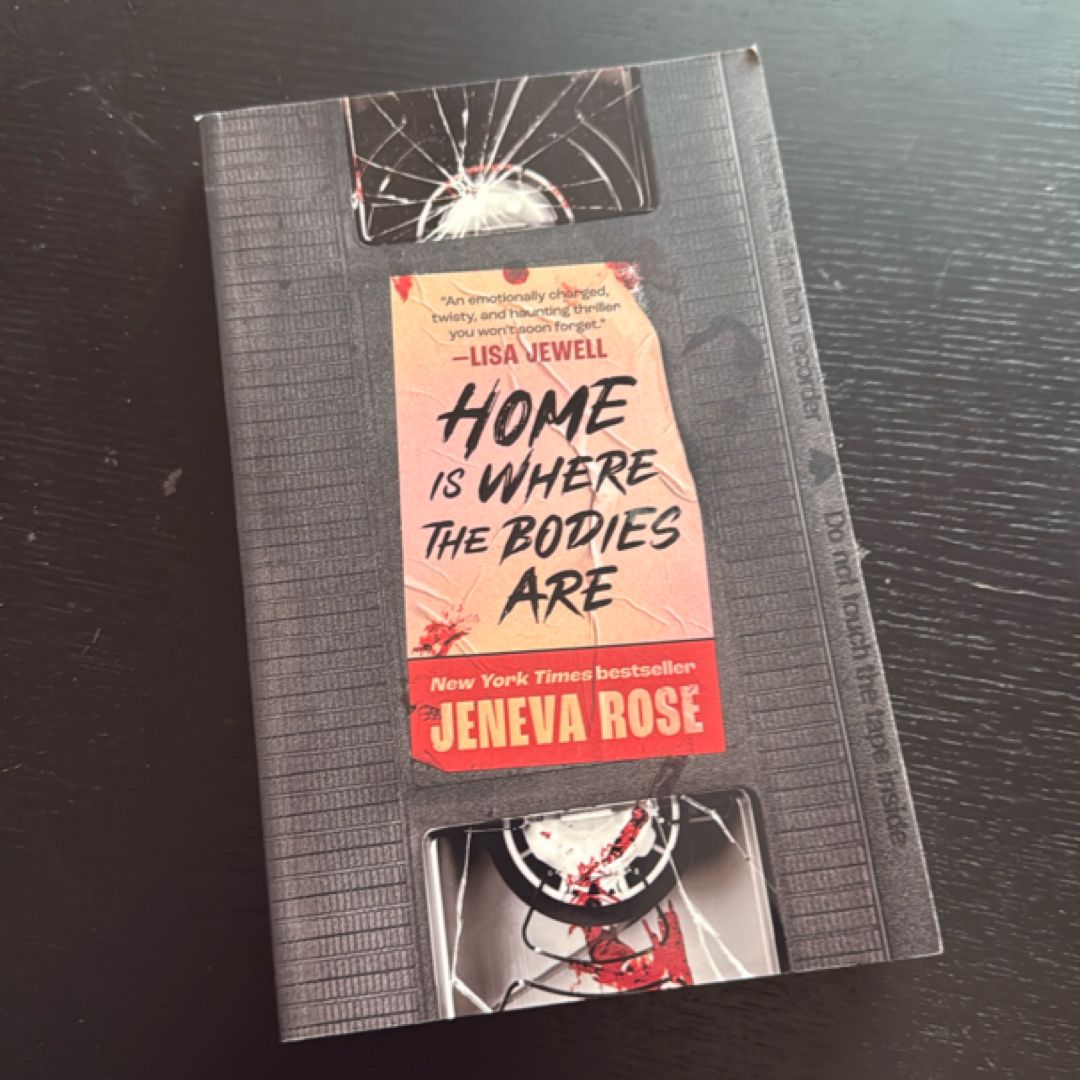 “An emotionally charged,
twisty, and haunting thriller
you won't soon forget.”
—LISA JEWELL
HOME
IS WHERE
THE BODIES
ARE
New York Times bestseller
JENEVA ROSE
recorder
Do not touch the tape inside